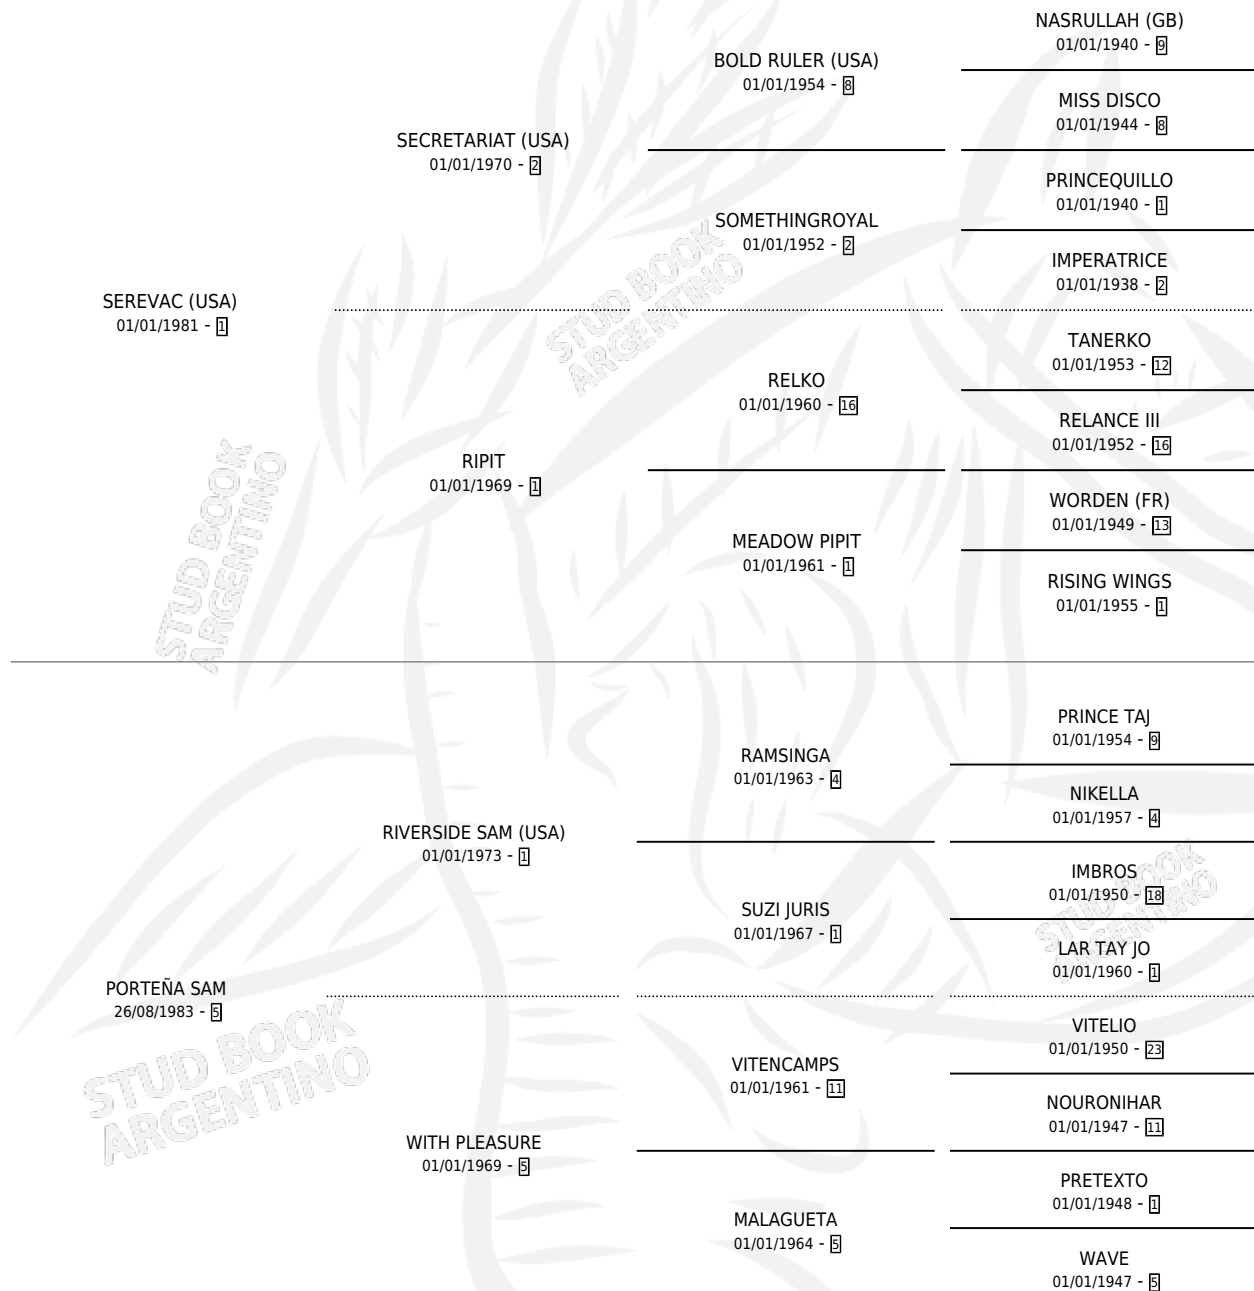 NASRULLAH (GB)
01/01/1940 - 9
BOLD RULER (USA)
01/01/1954 - 8
MISS DISCO
01/01/1944 - 8
SECRETARIAT (USA)
01/01/1970 - 2
PRINCEQUILLO
01/01/1940 - 1
SOMETHINGROYAL
01/01/1952 - 2
IMPERATRICE
01/01/1938 - 2
SEREVAC (USA)
01/01/1981 - 1
TANERKO
01/01/1953 - 12
RELKO
01/01/1960 - 16
RELANCE III
01/01/1952 - 16
RIPIT
01/01/1969 - 1
WORDEN (FR)
01/01/1949 - 13
MEADOW PIPIT
01/01/1961 - 1
RISING WINGS
01/01/1955 - 1
PRINCE TAJ
01/01/1954 - 9
RAMSINGA
01/01/1963 - 4
NIKELLA
01/01/1957 - 4
RIVERSIDE SAM (USA)
01/01/1973 - 1
IMBROS
01/01/1950 - 18
SUZI JURIS
01/01/1967 - 1
LAR TAY JO
01/01/1960 - 1
PORTEÑA SAM
26/08/1983 - 5
VITELIO
01/01/1950 - 23
VITENCAMPS
01/01/1961 - 11
NOURONIHAR
01/01/1947 - 11
WITH PLEASURE
01/01/1969 - 5
PRETEXTO
01/01/1948 - 1
MALAGUETA
01/01/1964 - 5
WAVE
01/01/1947 - 5
STUD BOOK
ARGENTINO
STUD BOOK
ARGENTINO
STUD BOOK
ARGENTINO
STUD BOOK
ARGENTINO